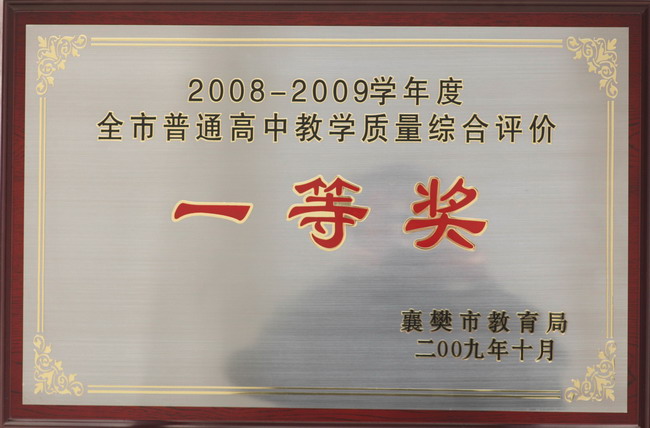 2008-2009学年度
全市普通高中教学质量综合评价
一等奖
襄樊市教育局
二00九年十月